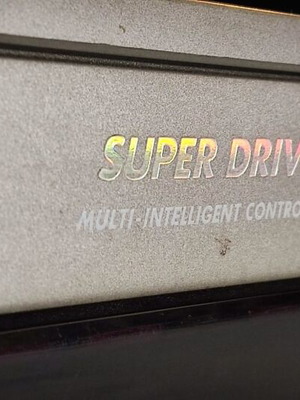 SUPER DRIV
MULTI-INTELLIGENT CONTRO